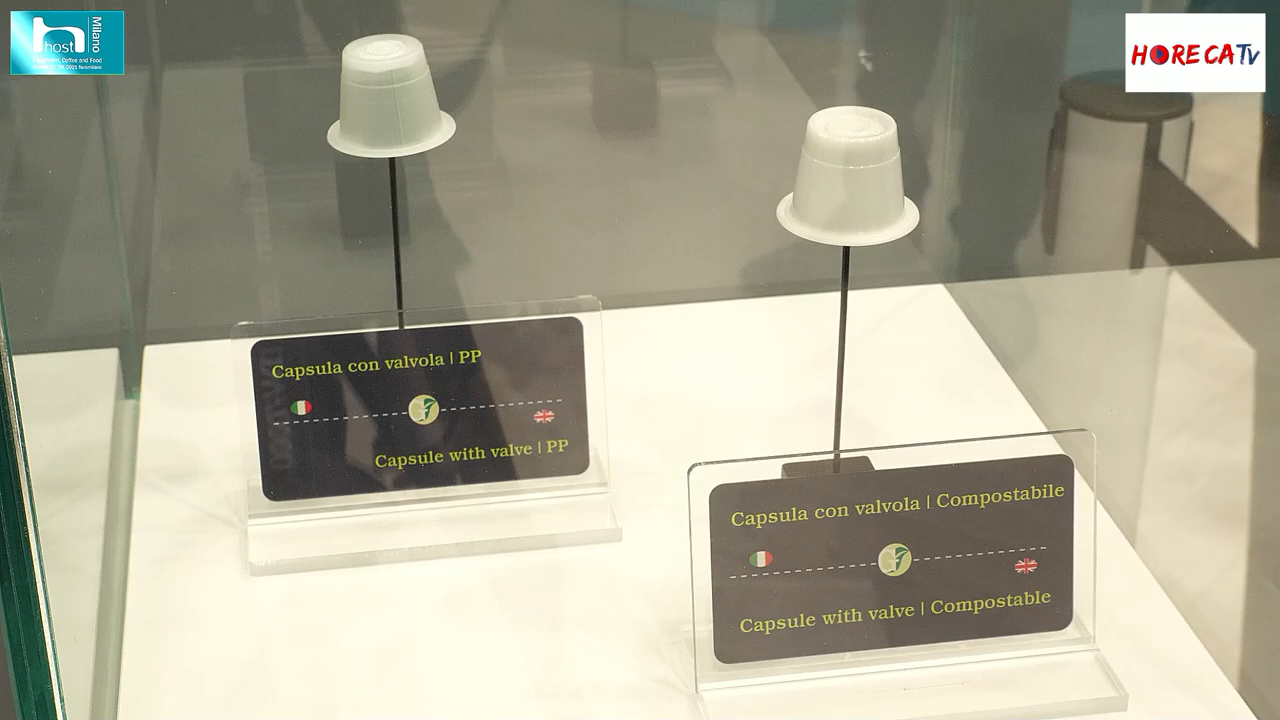 host
Milano
HORECATV
Capsula con valvola | PP
Capsule with valve | PP
Capsula con valvola | Compostabile
Capsule with valve | Compostable